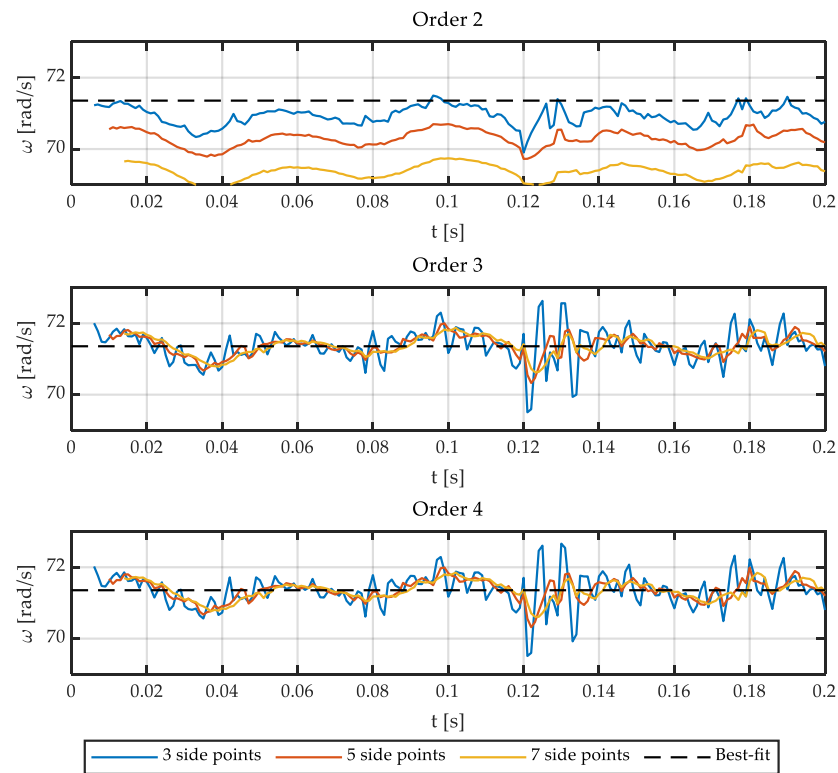 Order 2
72
70
ω [rad/s]
0 0.02 0.04 0.06 0.08 0.1 0.12 0.14 0.16 0.18 0.2
t [s]
Order 3
72
70
ω [rad/s]
0 0.02 0.04 0.06 0.08 0.1 0.12 0.14 0.16 0.18 0.2
t [s]
Order 4
72
70
ω [rad/s]
0 0.02 0.04 0.06 0.08 0.1 0.12 0.14 0.16 0.18 0.2
t [s]
3 side points 5 side points 7 side points Best-fit